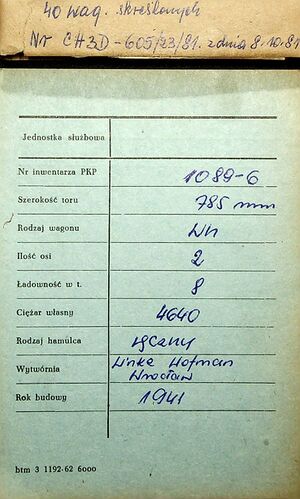 40 wag. skreślonych
Nr CH3D-605/23/81. z dnia 8.10.81
Jednostka służbowa
Nr inwentarza PKP 1089-6
Szerokość toru 785 mm
Rodzaj wagonu Wn
Ilość osi 2
Ładowność w t. 8
Ciężar własny 4640
Rodzaj hamulca ręczny
Linke Hofman
Wytwórnia Wrocław
Rok budowy 1941
htm 3 1192-62 6000